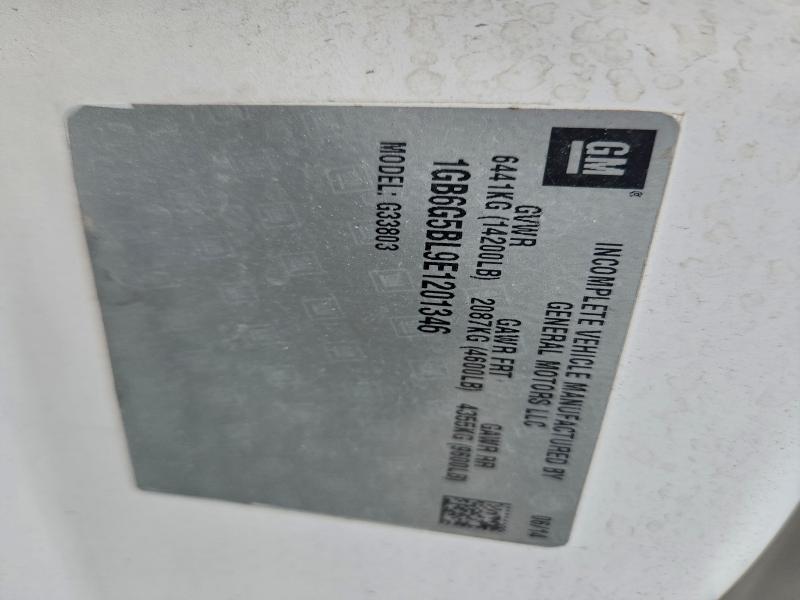 GM ®
INCOMPLETE VEHICLE MANUFACTURED BY
GENERAL MOTORS LLC
06/14
GVWR GAWR FRT GAWR RR
6441KG (14200LB) 2087KG (4600LB) 4355KG (9600LB)
1GB6G5BL9E1201346
MODEL: G33803